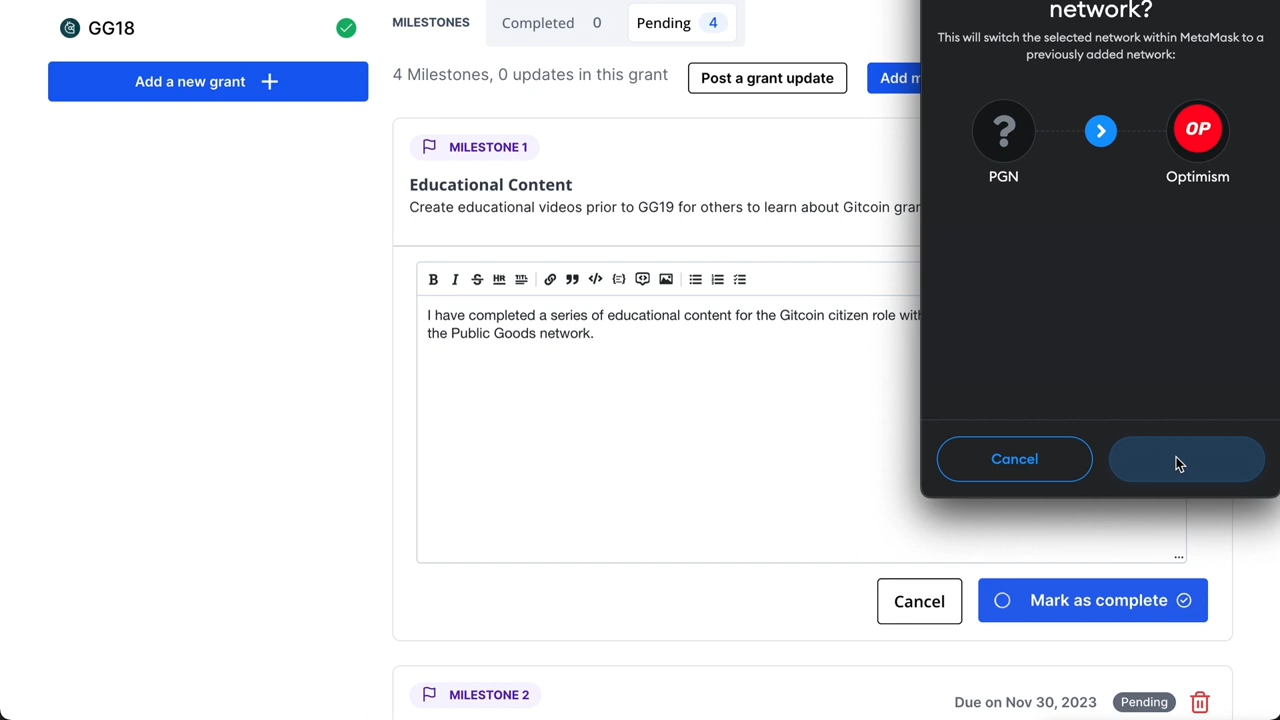 GG18
Add a new grant
MILESTONES
Completed 0
Pending 4
4 Milestones, 0 updates in this grant
Post a grant update
Add
MILESTONE 1
Educational Content
Create educational videos prior to GG19 for others to learn about Gitcoin
I have completed a series of educational content for the Gitcoin citizen role
the Public Goods network.
Cancel
Mark as complete
MILESTONE 2
Due on Nov 30, 2023
Pending
network?
This will switch the selected network within MetaMask to a
previously added network:
?
OP
PGN
Optimism
Cancel